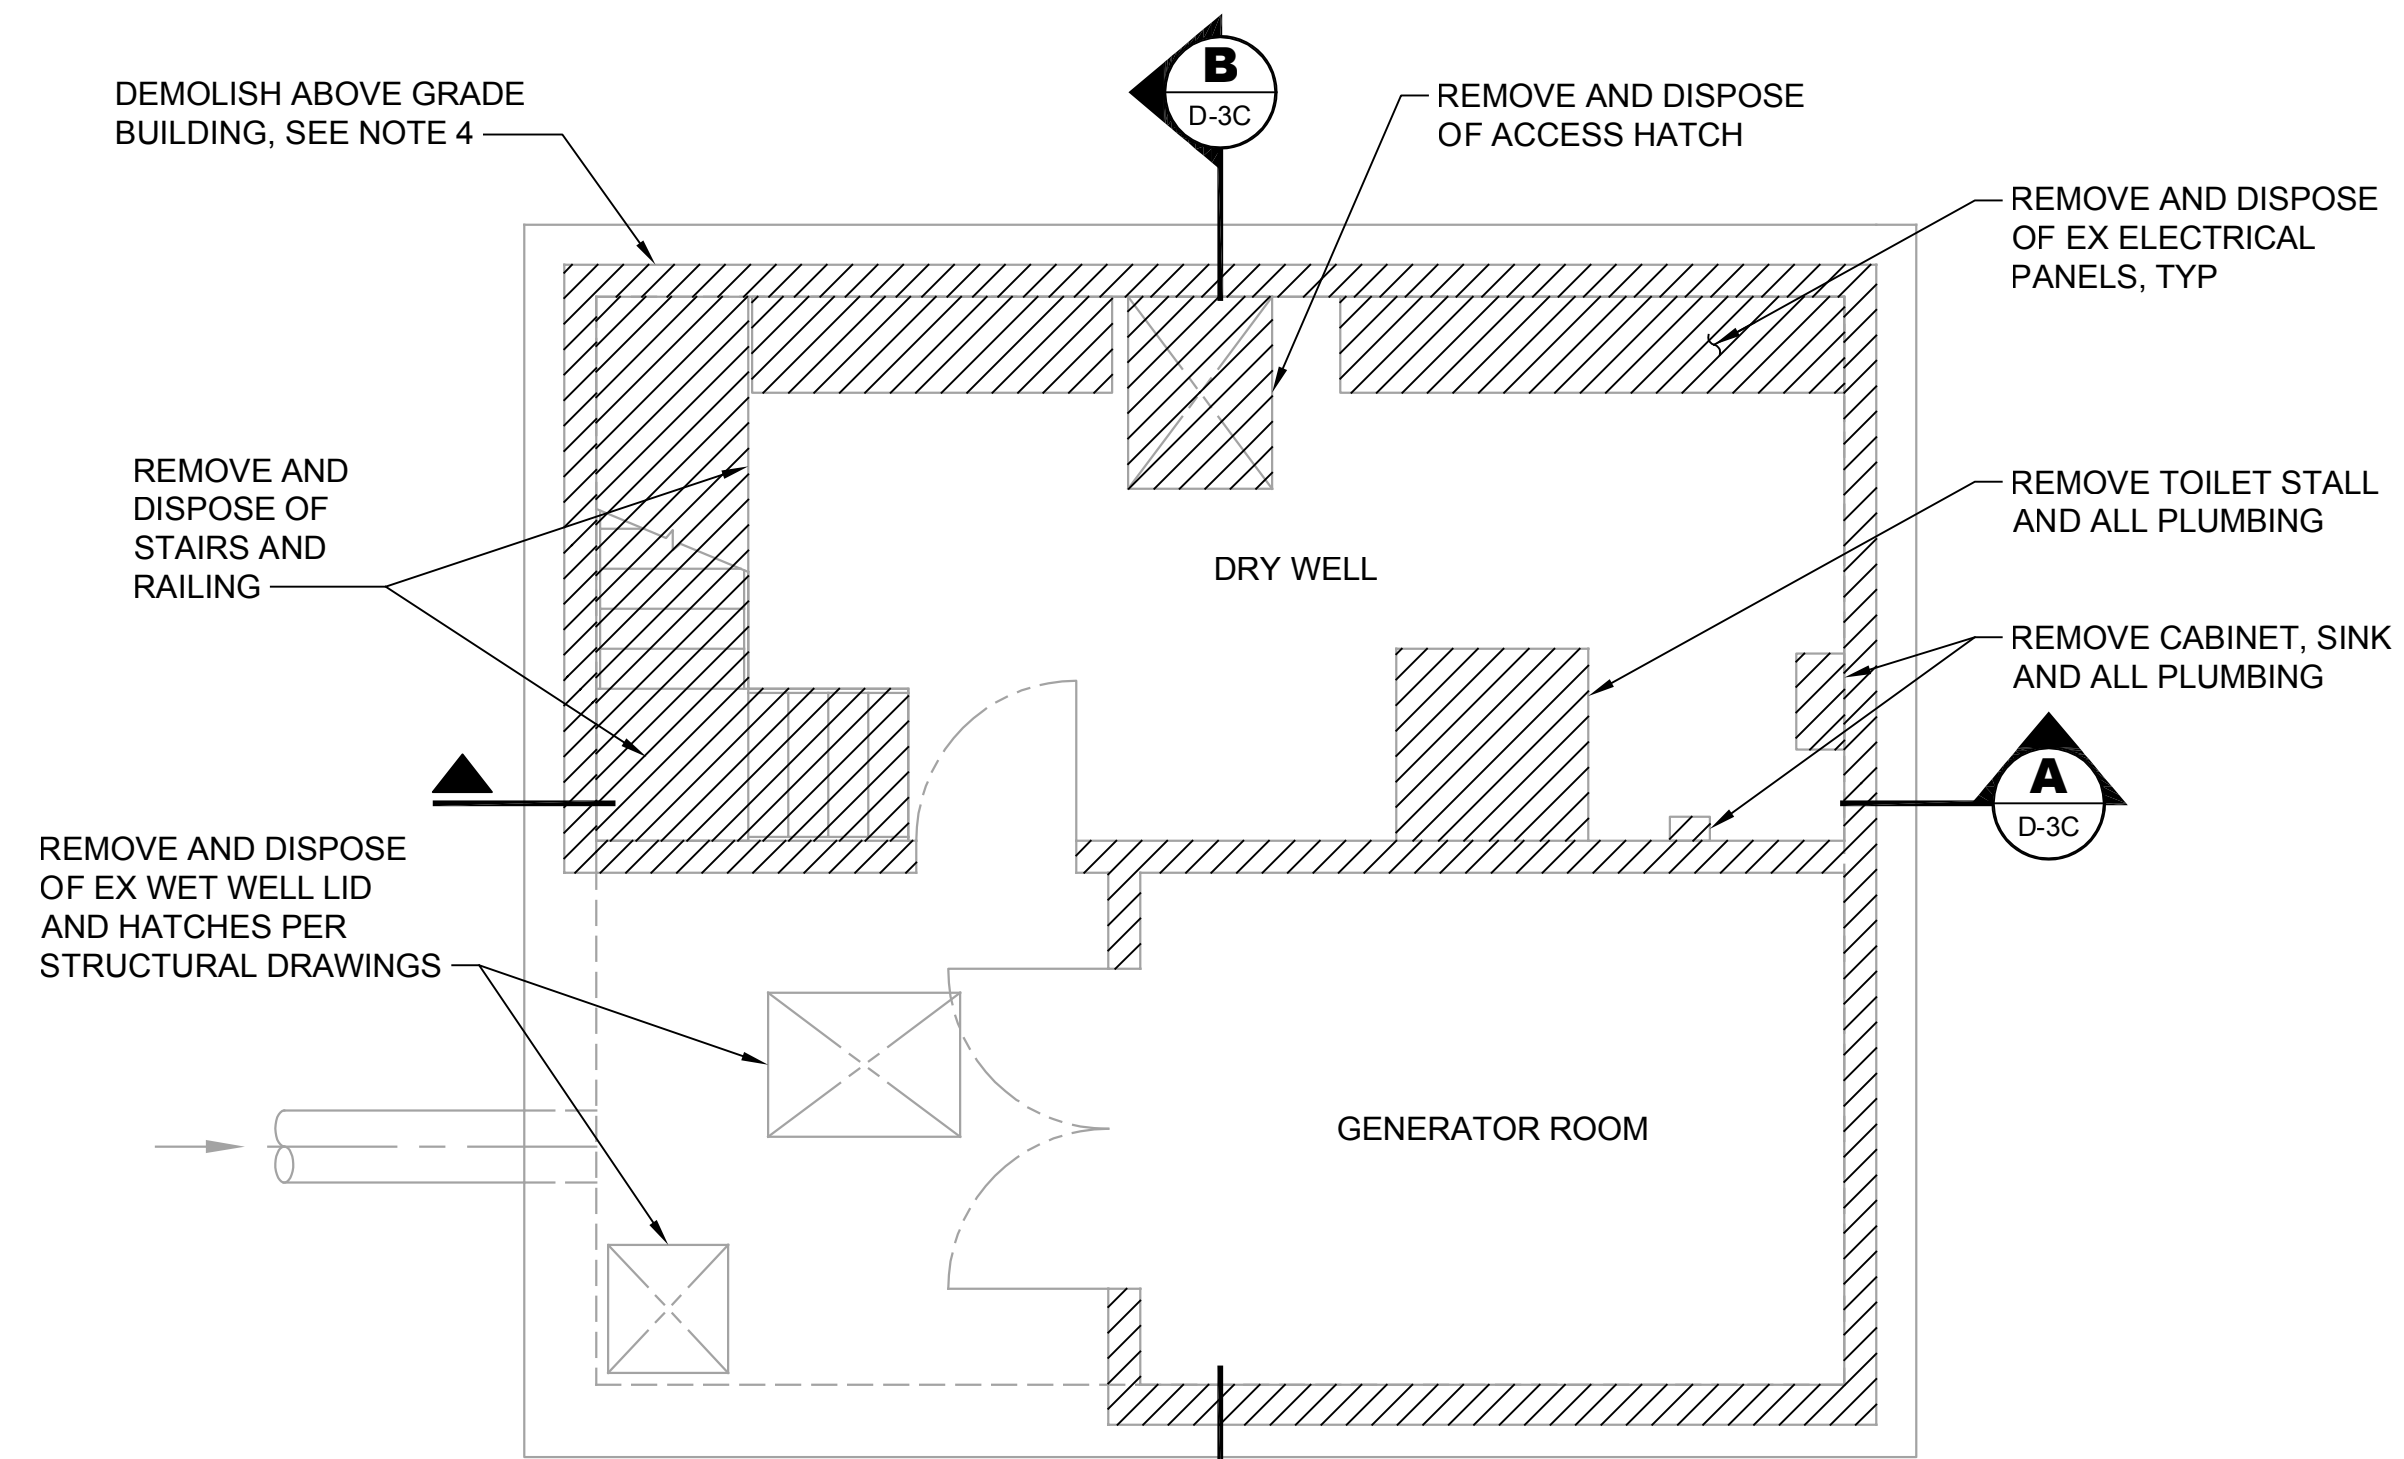 B
D-3C
DEMOLISH ABOVE GRADE
BUILDING, SEE NOTE 4
REMOVE AND DISPOSE
OF ACCESS HATCH
REMOVE AND DISPOSE
OF EX ELECTRICAL
PANELS, TYP
REMOVE AND
DISPOSE OF
STAIRS AND
RAILING
DRY WELL
REMOVE TOILET STALL
AND ALL PLUMBING
REMOVE CABINET, SINK
AND ALL PLUMBING
A
D-3C
REMOVE AND DISPOSE
OF EX WET WELL LID
AND HATCHES PER
STRUCTURAL DRAWINGS
GENERATOR ROOM